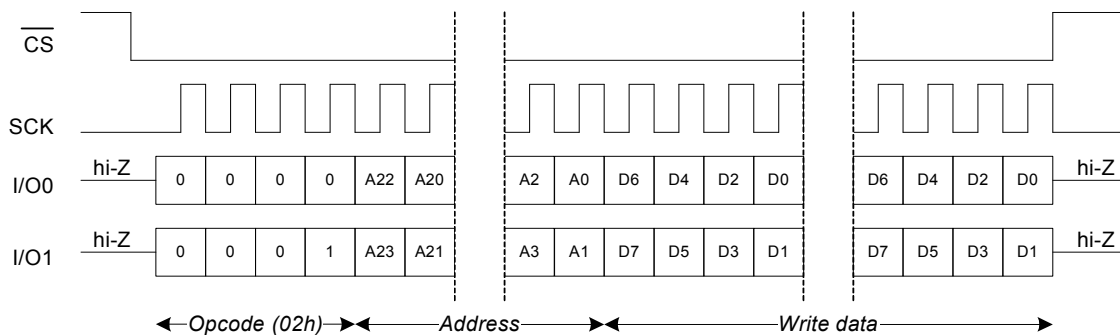 CS
SCK
I/O0 hi-Z 0 0 0 0 A22 A20 A2 A0 D6 D4 D2 D0 D6 D4 D2 D0 hi-Z
I/O1 hi-Z 0 0 0 1 A23 A21 A3 A1 D7 D5 D3 D1 D7 D5 D3 D1 hi-Z
Opcode (02h) Address Write data